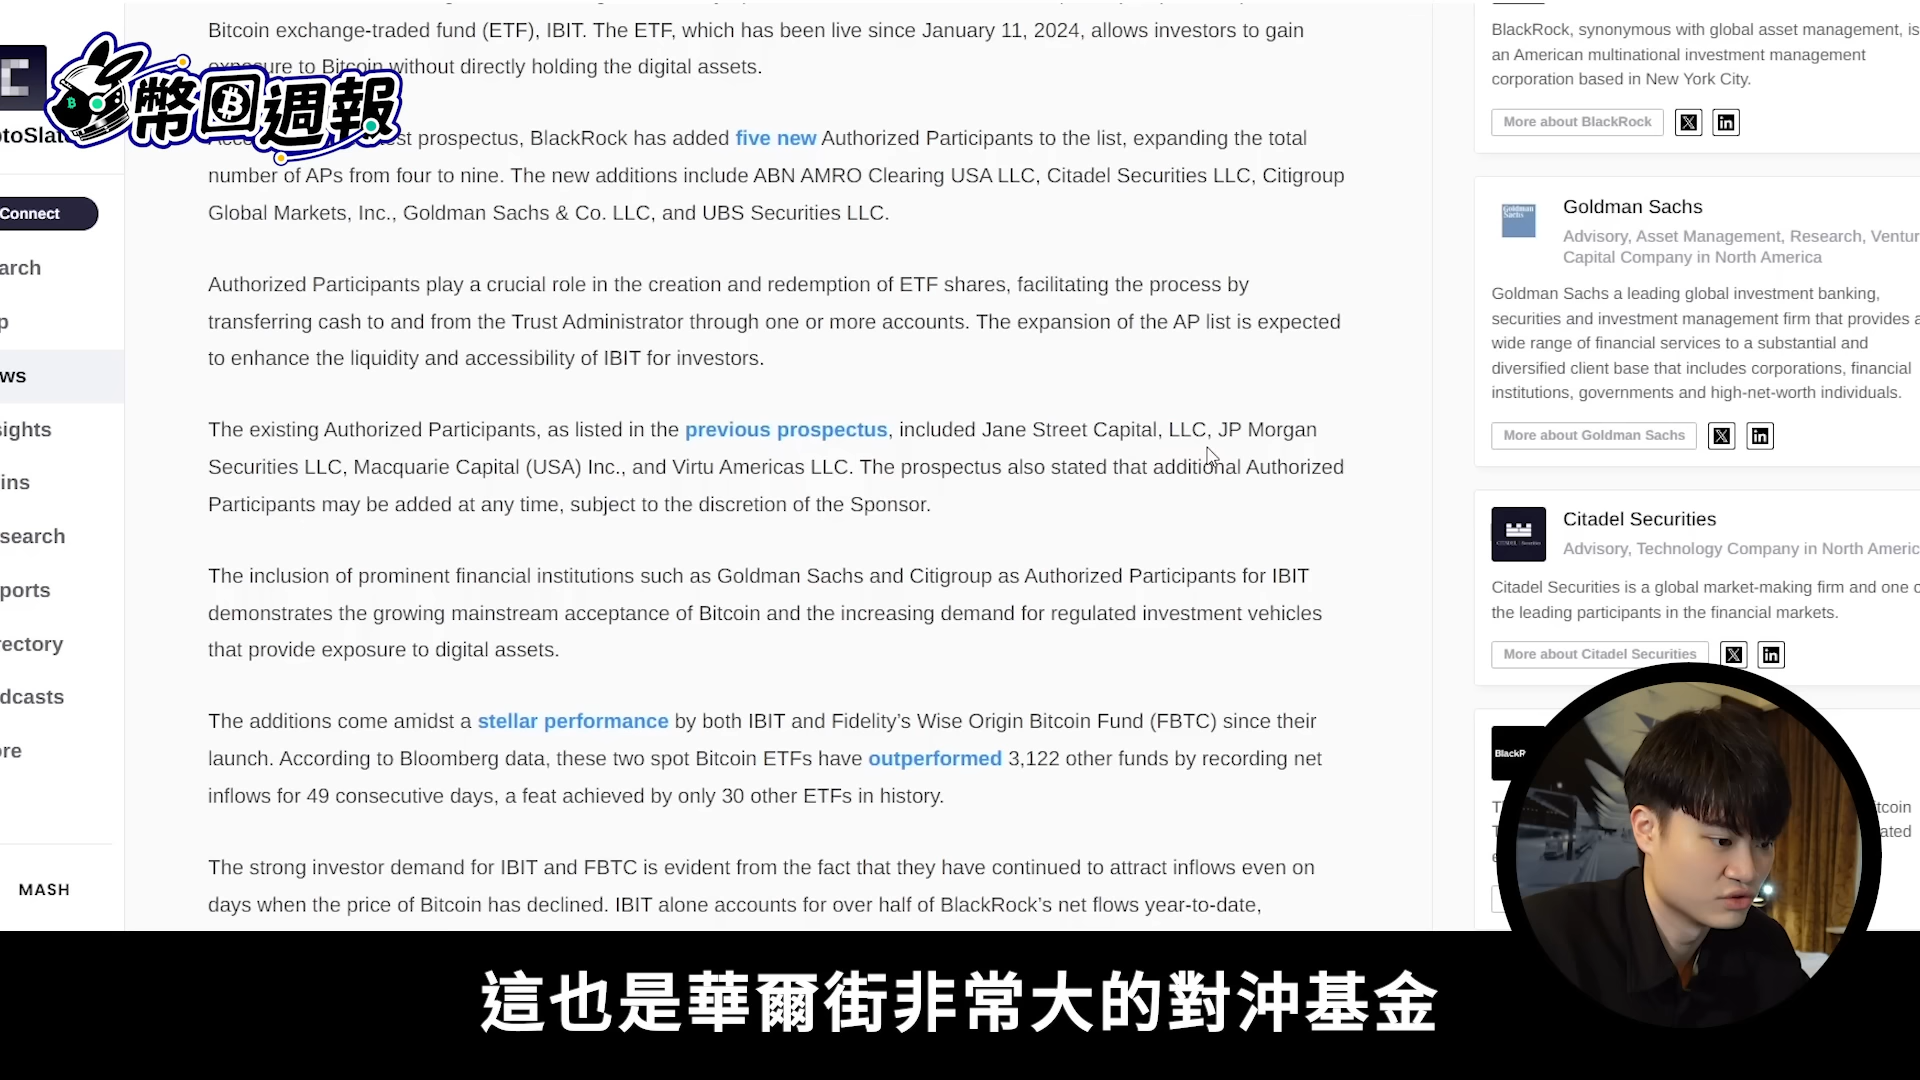 Bitcoin exchange-traded fund (ETF), IBIT. The ETF, which has been live since January 11, 2024, allows investors to gain
exposure to Bitcoin without directly holding the digital assets.
幣回週報
prospectus, BlackRock has added five new Authorized Participants to the list, expanding the total
number of APs from four to nine. The new additions include ABN AMRO Clearing USA LLC, Citadel Securities LLC, Citigroup
Global Markets, Inc., Goldman Sachs & Co. LLC, and UBS Securities LLC.
Authorized Participants play a crucial role in the creation and redemption of ETF shares, facilitating the process by
transferring cash to and from the Trust Administrator through one or more accounts. The expansion of the AP list is expected
to enhance the liquidity and accessibility of IBIT for investors.
The existing Authorized Participants, as listed in the previous prospectus, included Jane Street Capital, LLC, JP Morgan
Securities LLC, Macquarie Capital (USA) Inc., and Virtu Americas LLC. The prospectus also stated that additional Authorized
Participants may be added at any time, subject to the discretion of the Sponsor.
The inclusion of prominent financial institutions such as Goldman Sachs and Citigroup as Authorized Participants for IBIT
demonstrates the growing mainstream acceptance of Bitcoin and the increasing demand for regulated investment vehicles
that provide exposure to digital assets.
The additions come amidst a stellar performance by both IBIT and Fidelity’s Wise Origin Bitcoin Fund (FBTC) since their
launch. According to Bloomberg data, these two spot Bitcoin ETFs have outperformed 3,122 other funds by recording net
inflows for 49 consecutive days, a feat achieved by only 30 other ETFs in history.
The strong investor demand for IBIT and FBTC is evident from the fact that they have continued to attract inflows even on
days when the price of Bitcoin has declined. IBIT alone accounts for over half of BlackRock’s net flows year-to-date,
ptoSlat
Connect
arch
p
ws
sights
ins
search
ports
rectory
dcasts
ore
MASH
BlackRock, synonymous with global asset management, is
an American multinational investment management
corporation based in New York City.
More about BlackRock
Goldman Sachs
Goldman Sachs
Advisory, Asset Management, Research, Ventur
Capital Company in North America
Goldman Sachs a leading global investment banking,
securities and investment management firm that provides a
wide range of financial services to a substantial and
diversified client base that includes corporations, financial
institutions, governments and high-net-worth individuals.
More about Goldman Sachs
CITADEL | Securities
Citadel Securities
Advisory, Technology Company in North Americ
Citadel Securities is a global market-making firm and one o
the leading participants in the financial markets.
More about Citadel Securities
BlackR
tcoin
ated
這也是華爾街非常大的對沖基金